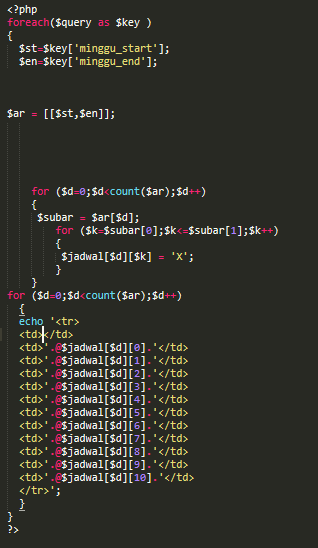 <?php
foreach($query as $key )
{
$st=$key['minggu_start'];
$en=$key['minggu_end'];
$ar = [[$st,$en]];
for ($d=0;$d<count($ar);$d++)
{
$subar = $ar[$d];
for ($k=$subar[0];$k<=$subar[1];$k++)
{
$jadwal[$d][$k] = 'X';
}
}
for ($d=0;$d<count($ar);$d++)
{
echo '<tr>
<td></td>
<td>'.@$jadwal[$d][0].'</td>
<td>'.@$jadwal[$d][1].'</td>
<td>'.@$jadwal[$d][2].'</td>
<td>'.@$jadwal[$d][3].'</td>
<td>'.@$jadwal[$d][4].'</td>
<td>'.@$jadwal[$d][5].'</td>
<td>'.@$jadwal[$d][6].'</td>
<td>'.@$jadwal[$d][7].'</td>
<td>'.@$jadwal[$d][8].'</td>
<td>'.@$jadwal[$d][9].'</td>
<td>'.@$jadwal[$d][10].'</td>
</tr>';
}
}
?>